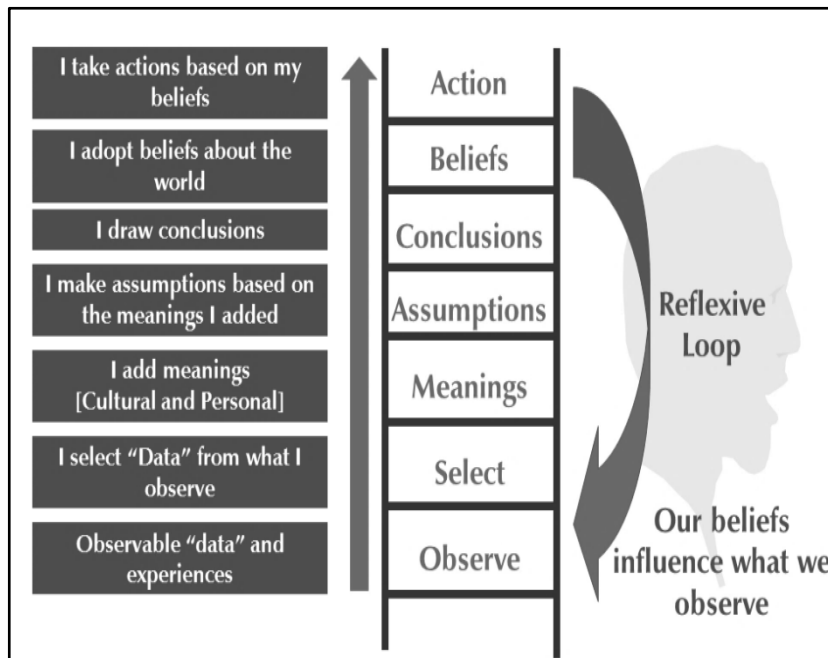 I take actions based on my
beliefs
I adopt beliefs about the
world
I draw conclusions
I make assumptions based on
the meanings I added
I add meanings
[Cultural and Personal]
I select “Data” from what I
observe
Observable “data” and
experiences
Action
Beliefs
Conclusions
Assumptions
Meanings
Select
Observe
Reflexive
Loop
Our beliefs
influence what we
observe